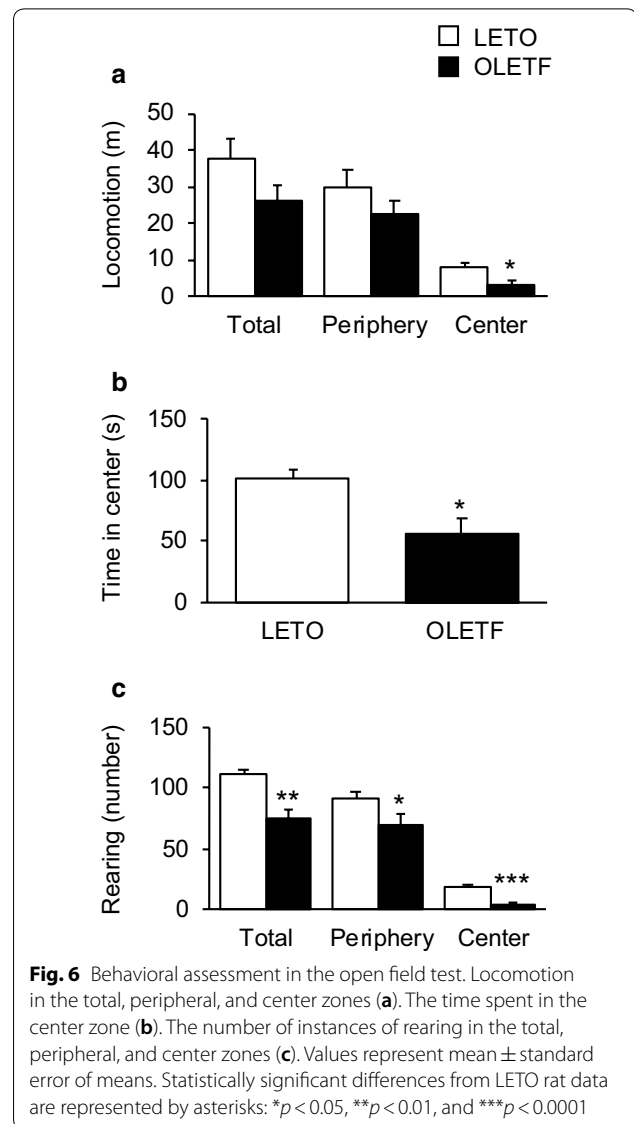 LETO
OLETF
a
50
40
30
20
10
0
Locomotion (m)
*
Total Periphery Center
b
150
100
50
0
Time in center (s)
*
LETO OLETF
c
150
100
50
0
Rearing (number)
** * ***
Total Periphery Center
Fig. 6 Behavioral assessment in the open field test. Locomotion
in the total, peripheral, and center zones (a). The time spent in the
center zone (b). The number of instances of rearing in the total,
peripheral, and center zones (c). Values represent mean ± standard
error of means. Statistically significant differences from LETO rat data
are represented by asterisks: *p < 0.05, **p < 0.01, and ***p < 0.0001